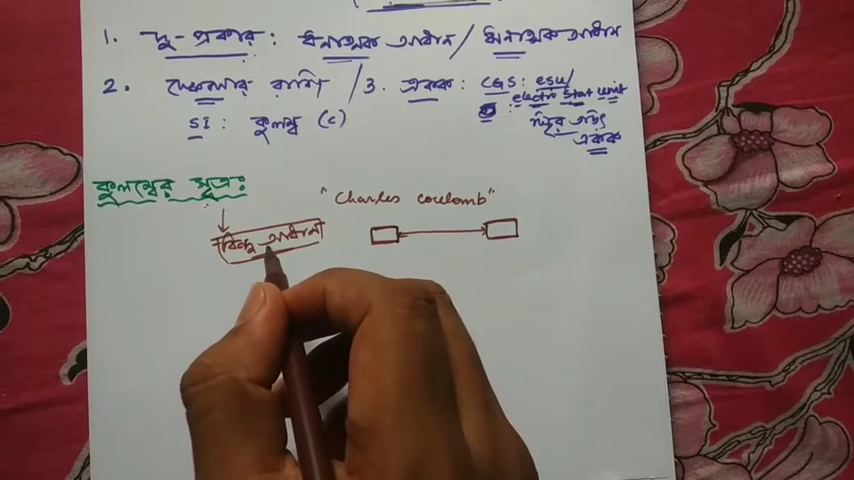 1. দু-প্রকার: ধনাত্মক আধান / ঋনাত্মক আধান
2. স্কেলার রাশি / 3. একক: CGS: esu/
electro stat unit
SI: কুলম্ব (C)
: স্থির তড়িৎ
একক
কুলম্বের সূত্র:
"Charles coulomb"
বিন্দু আধান